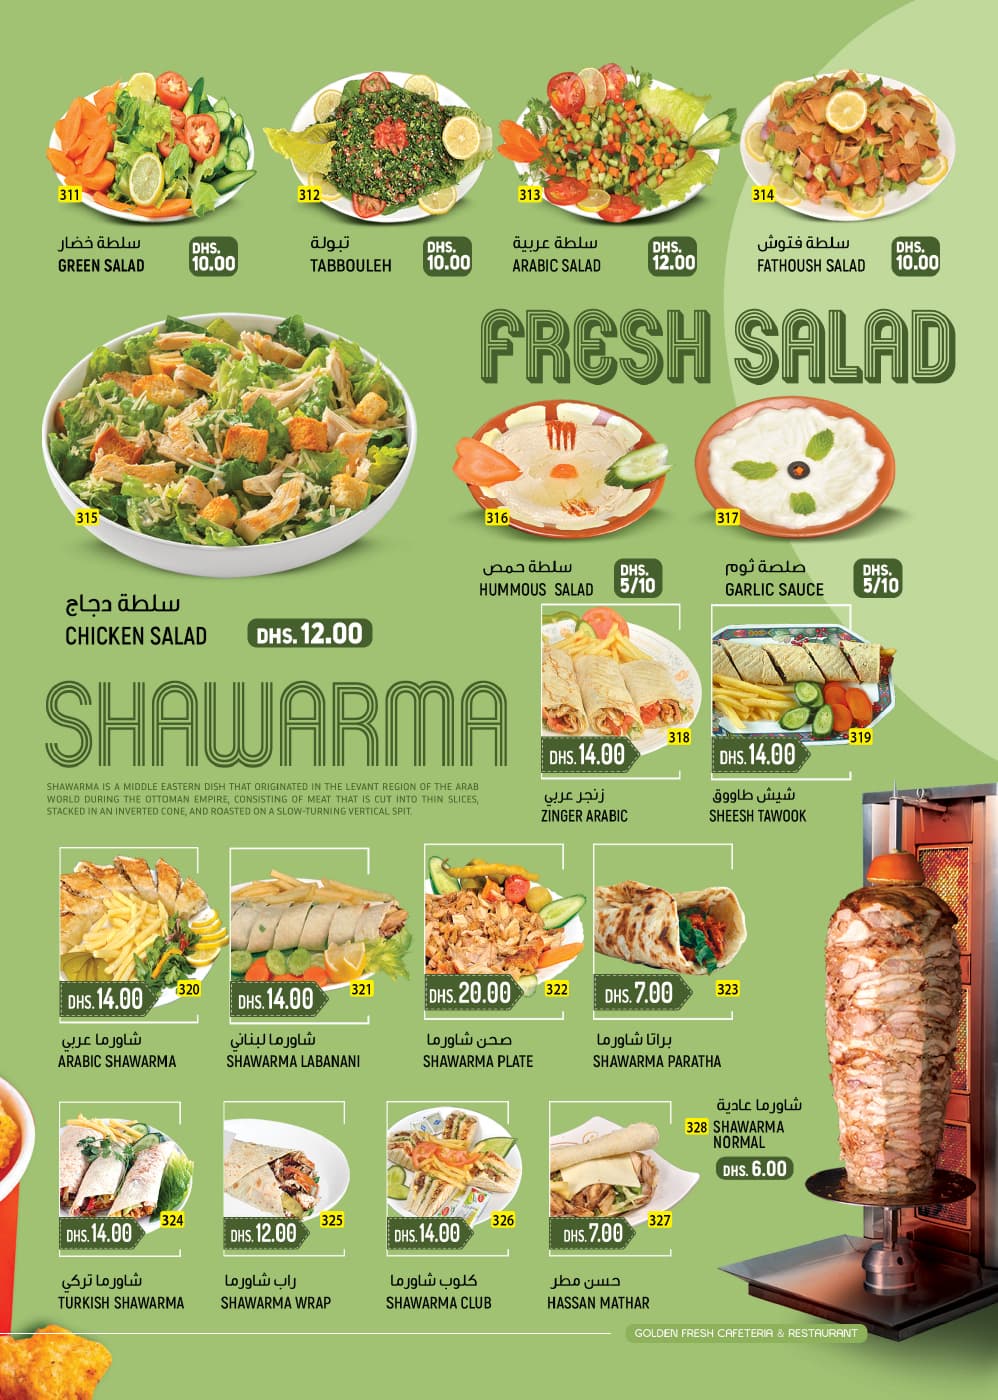 311
سلطة خضار
GREEN SALAD
DHS.
10.00
312
تبولة
TABBOULEH
DHS.
10.00
313
سلطة عربية
ARABIC SALAD
DHS.
12.00
314
سلطة فتوش
FATHOUSH SALAD
DHS.
10.00
FRESH SALAD
315
سلطة دجاج
CHICKEN SALAD
DHS. 12.00
316
سلطة حمص
HUMMOUS SALAD
DHS.
5/10
317
صلصة ثوم
GARLIC SAUCE
DHS.
5/10
SHAWARMA
SHAWARMA IS A MIDDLE EASTERN DISH THAT ORIGINATED IN THE LEVANT REGION OF THE ARAB
WORLD DURING THE OTTOMAN EMPIRE, CONSISTING OF MEAT THAT IS CUT INTO THIN SLICES,
STACKED IN AN INVERTED CONE, AND ROASTED ON A SLOW-TURNING VERTICAL SPIT.
318
DHS. 14.00
زنجر عربي
ZINGER ARABIC
319
DHS. 14.00
شيش طاووق
SHEESH TAWOOK
320
DHS. 14.00
شاورما عربي
ARABIC SHAWARMA
321
DHS. 14.00
شاورما لبناني
SHAWARMA LABANANI
322
DHS. 20.00
صحن شاورما
SHAWARMA PLATE
323
DHS. 7.00
براتا شاورما
SHAWARMA PARATHA
324
DHS. 14.00
شاورما تركي
TURKISH SHAWARMA
325
DHS. 12.00
راب شاورما
SHAWARMA WRAP
326
DHS. 14.00
كلوب شاورما
SHAWARMA CLUB
327
DHS. 7.00
حسن مطر
HASSAN MATHAR
شاورما عادية
328 SHAWARMA
NORMAL
DHS. 6.00
GOLDEN FRESH CAFETERIA & RESTAURANT